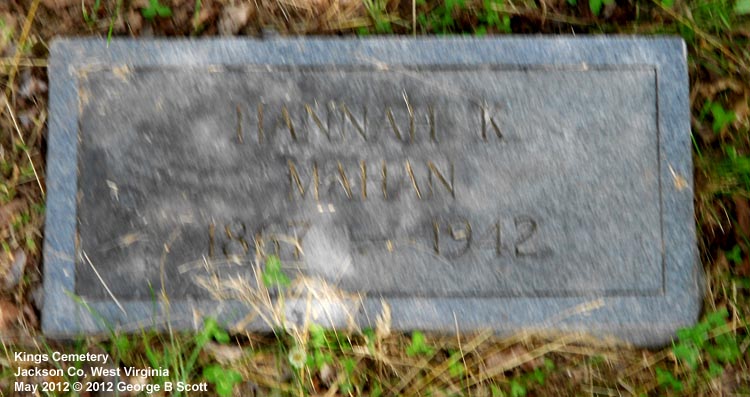 HANNAH K
MAHAN
1867 — 1942
Kings Cemetery
Jackson Co, West Virginia
May 2012 © 2012 George B Scott